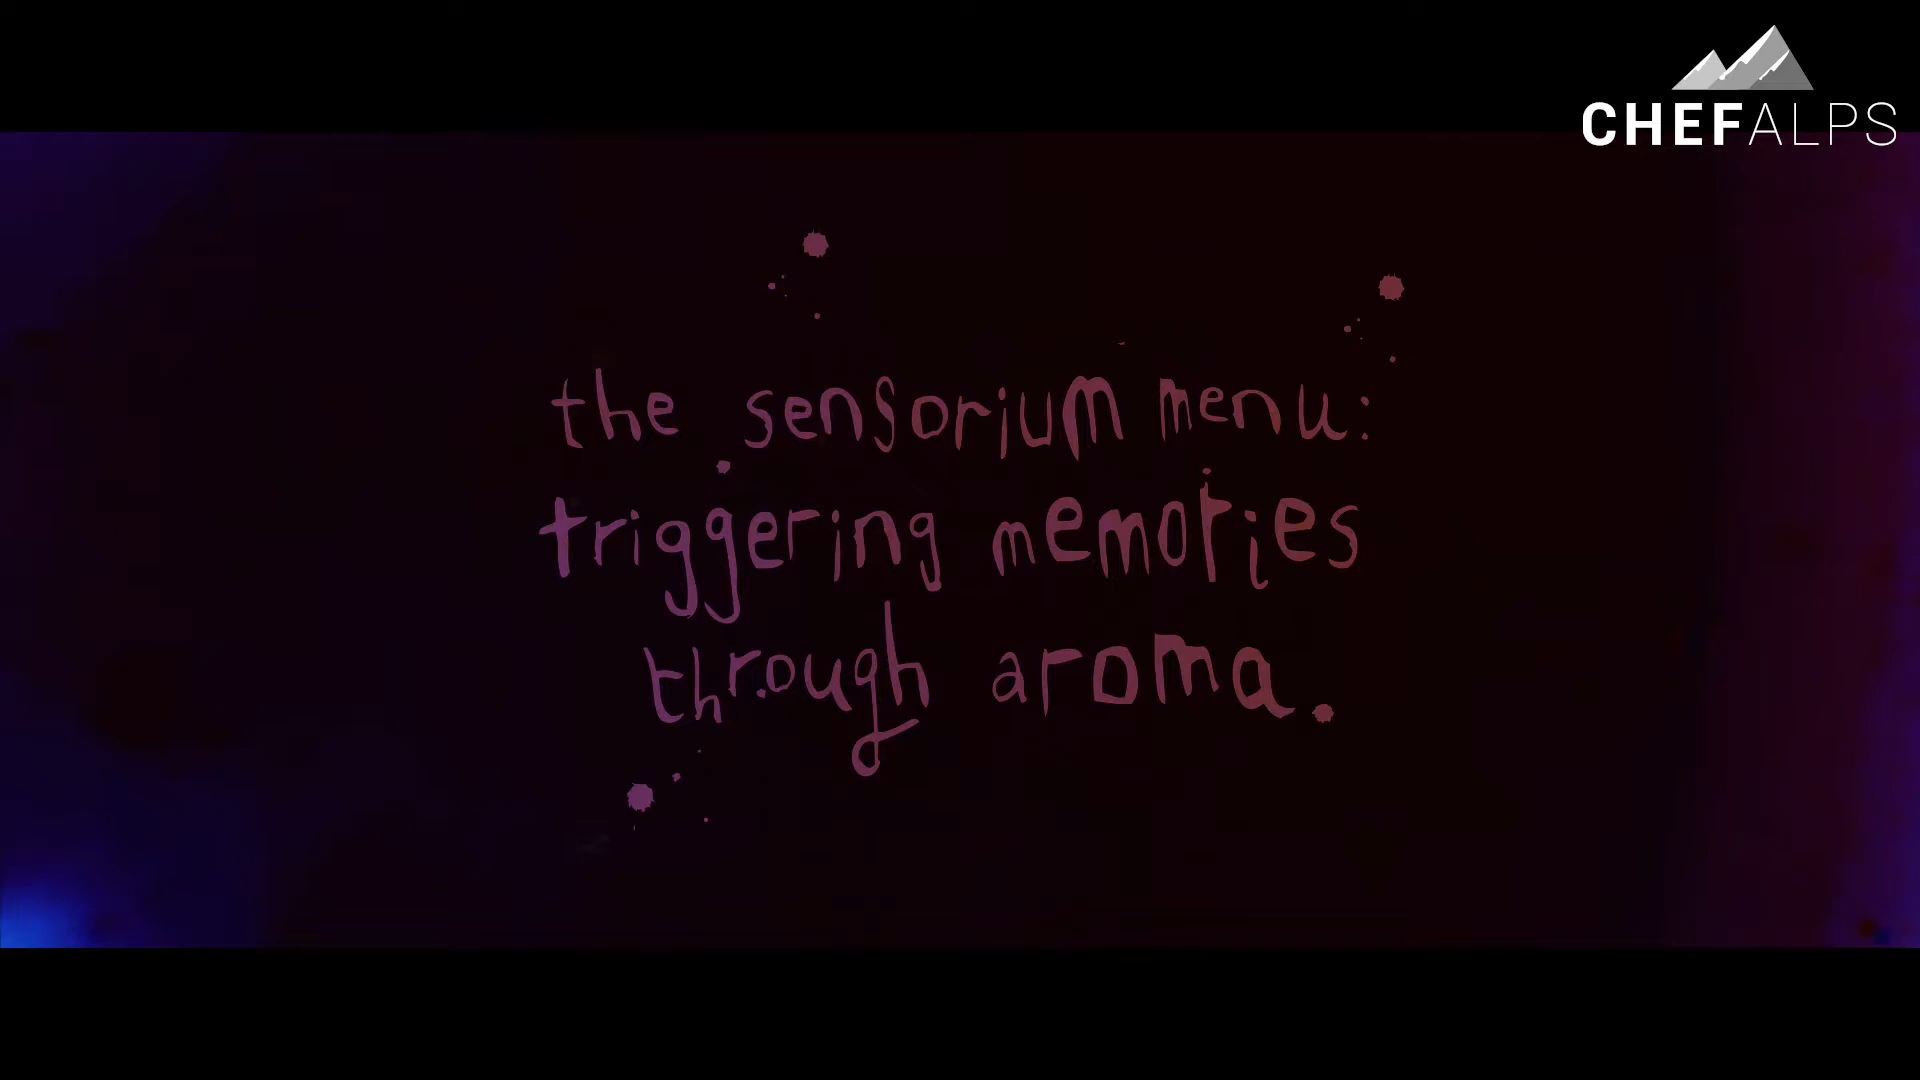 CHEFALPS
the sensorium menu:
triggering memories
through aroma.